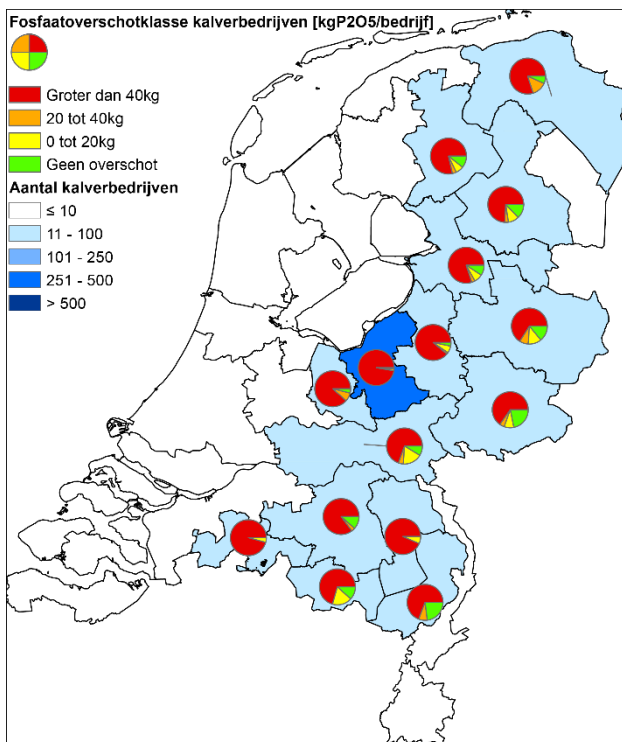 Fosfaatoverschotklasse kalverbedrijven [kgP2O5/bedrijf]
Groter dan 40kg
20 tot 40kg
0 tot 20kg
Geen overschot
Aantal kalverbedrijven
≤ 10
11 - 100
101 - 250
251 - 500
> 500